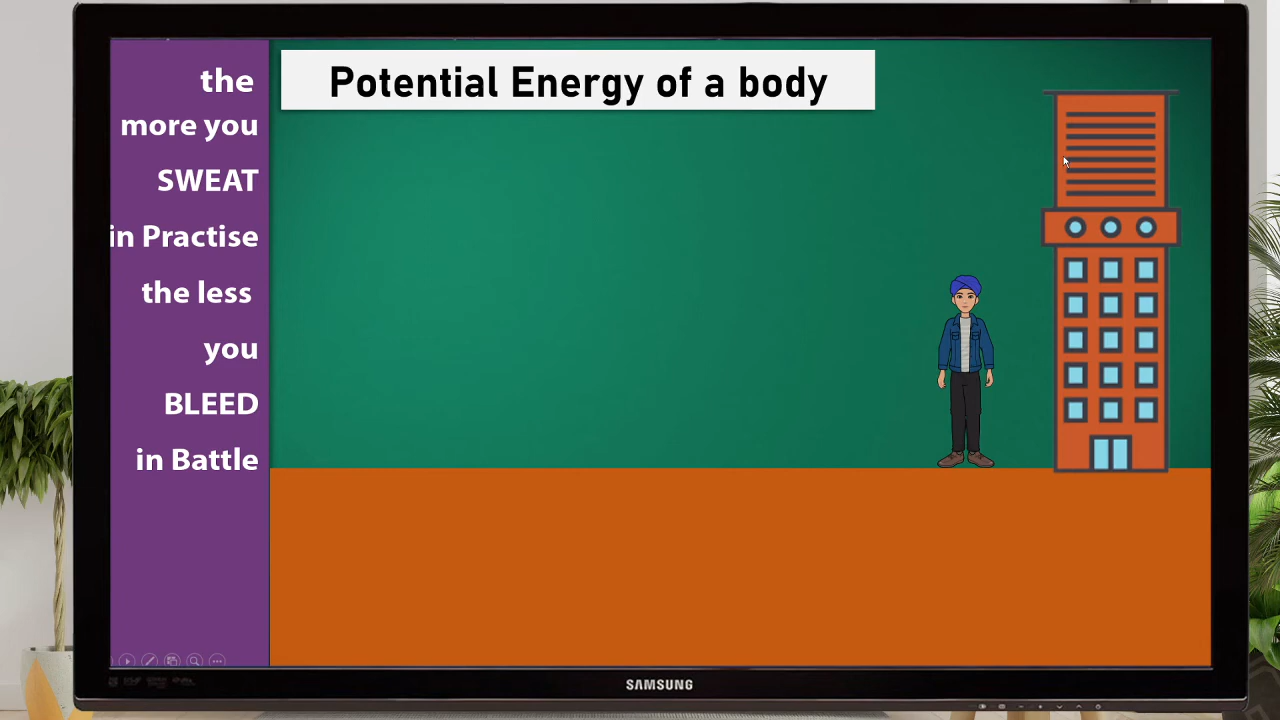 Potential Energy of a body
the
more you
SWEAT
in Practise
the less
you
BLEED
in Battle
SAMSUNG